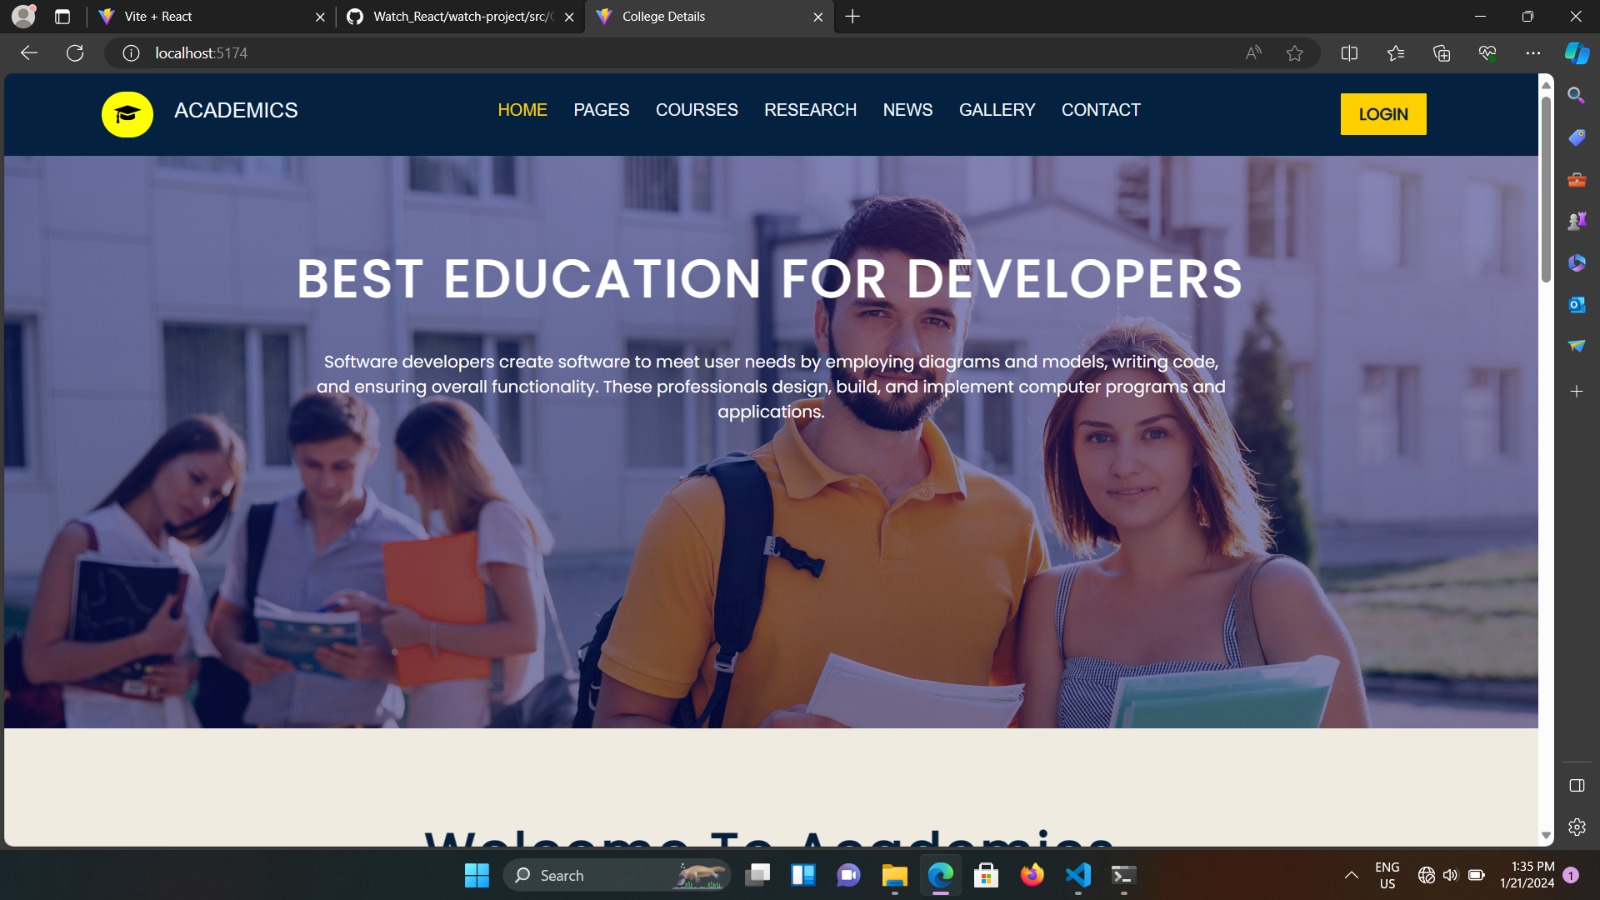 Vite + React
Watch_React/watch-project/src/
College Details
localhost:5174
ACADEMICS
HOME PAGES COURSES RESEARCH NEWS GALLERY CONTACT
LOGIN
BEST EDUCATION FOR DEVELOPERS
Software developers create software to meet user needs by employing diagrams and models, writing code,
and ensuring overall functionality. These professionals design, build, and implement computer programs and
applications.
Welcome To Academics
Search
ENG
US
1:35 PM
1/21/2024
1